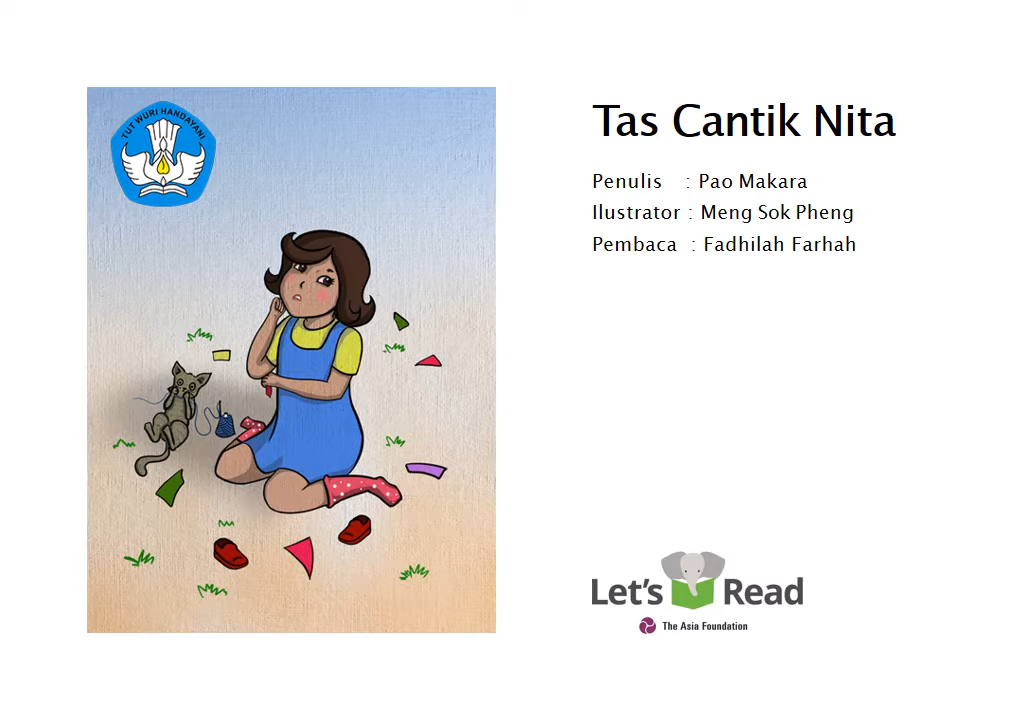 TUT WURI HANDAYANI
Tas Cantik Nita
Penulis : Pao Makara
Ilustrator : Meng Sok Pheng
Pembaca : Fadhilah Farhah
Let's Read
The Asia Foundation